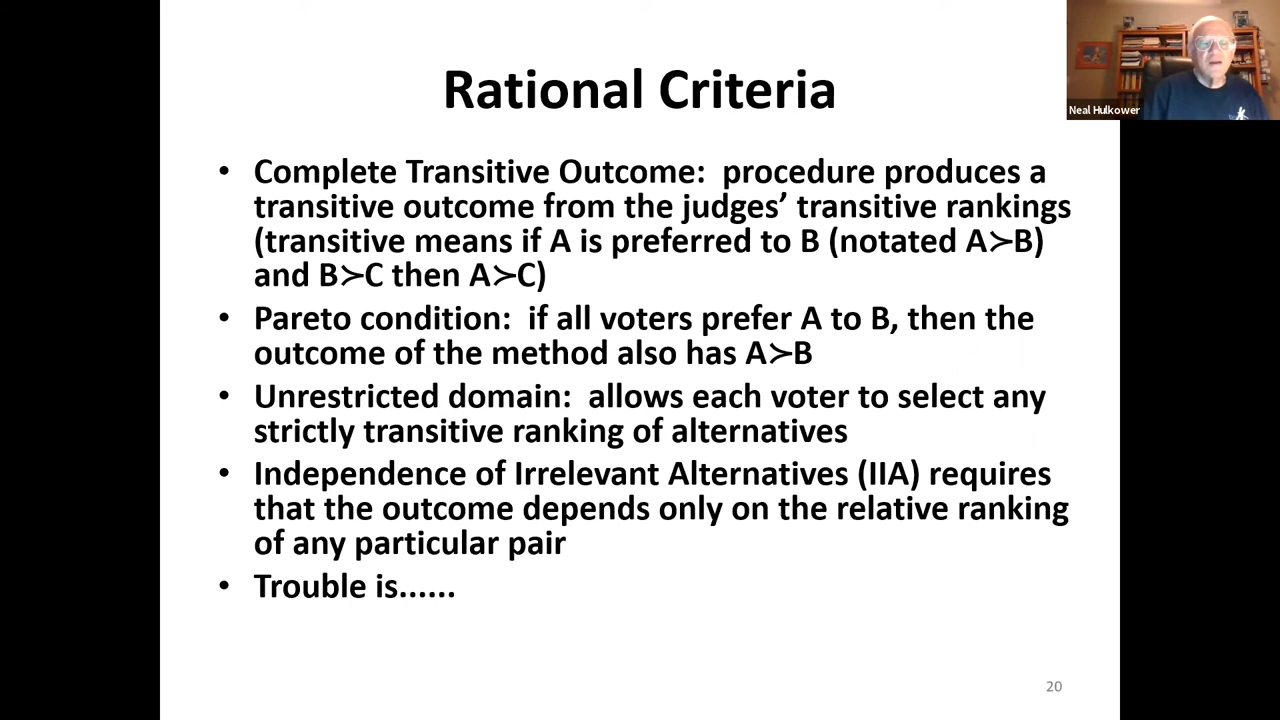 Rational Criteria
Neal Hulkower
• Complete Transitive Outcome:  procedure produces a
transitive outcome from the judges’ transitive rankings
(transitive means if A is preferred to B (notated A≻B)
and B≻C then A≻C)
• Pareto condition:  if all voters prefer A to B, then the
outcome of the method also has A≻B
• Unrestricted domain:  allows each voter to select any
strictly transitive ranking of alternatives
• Independence of Irrelevant Alternatives (IIA) requires
that the outcome depends only on the relative ranking
of any particular pair
• Trouble is......
20